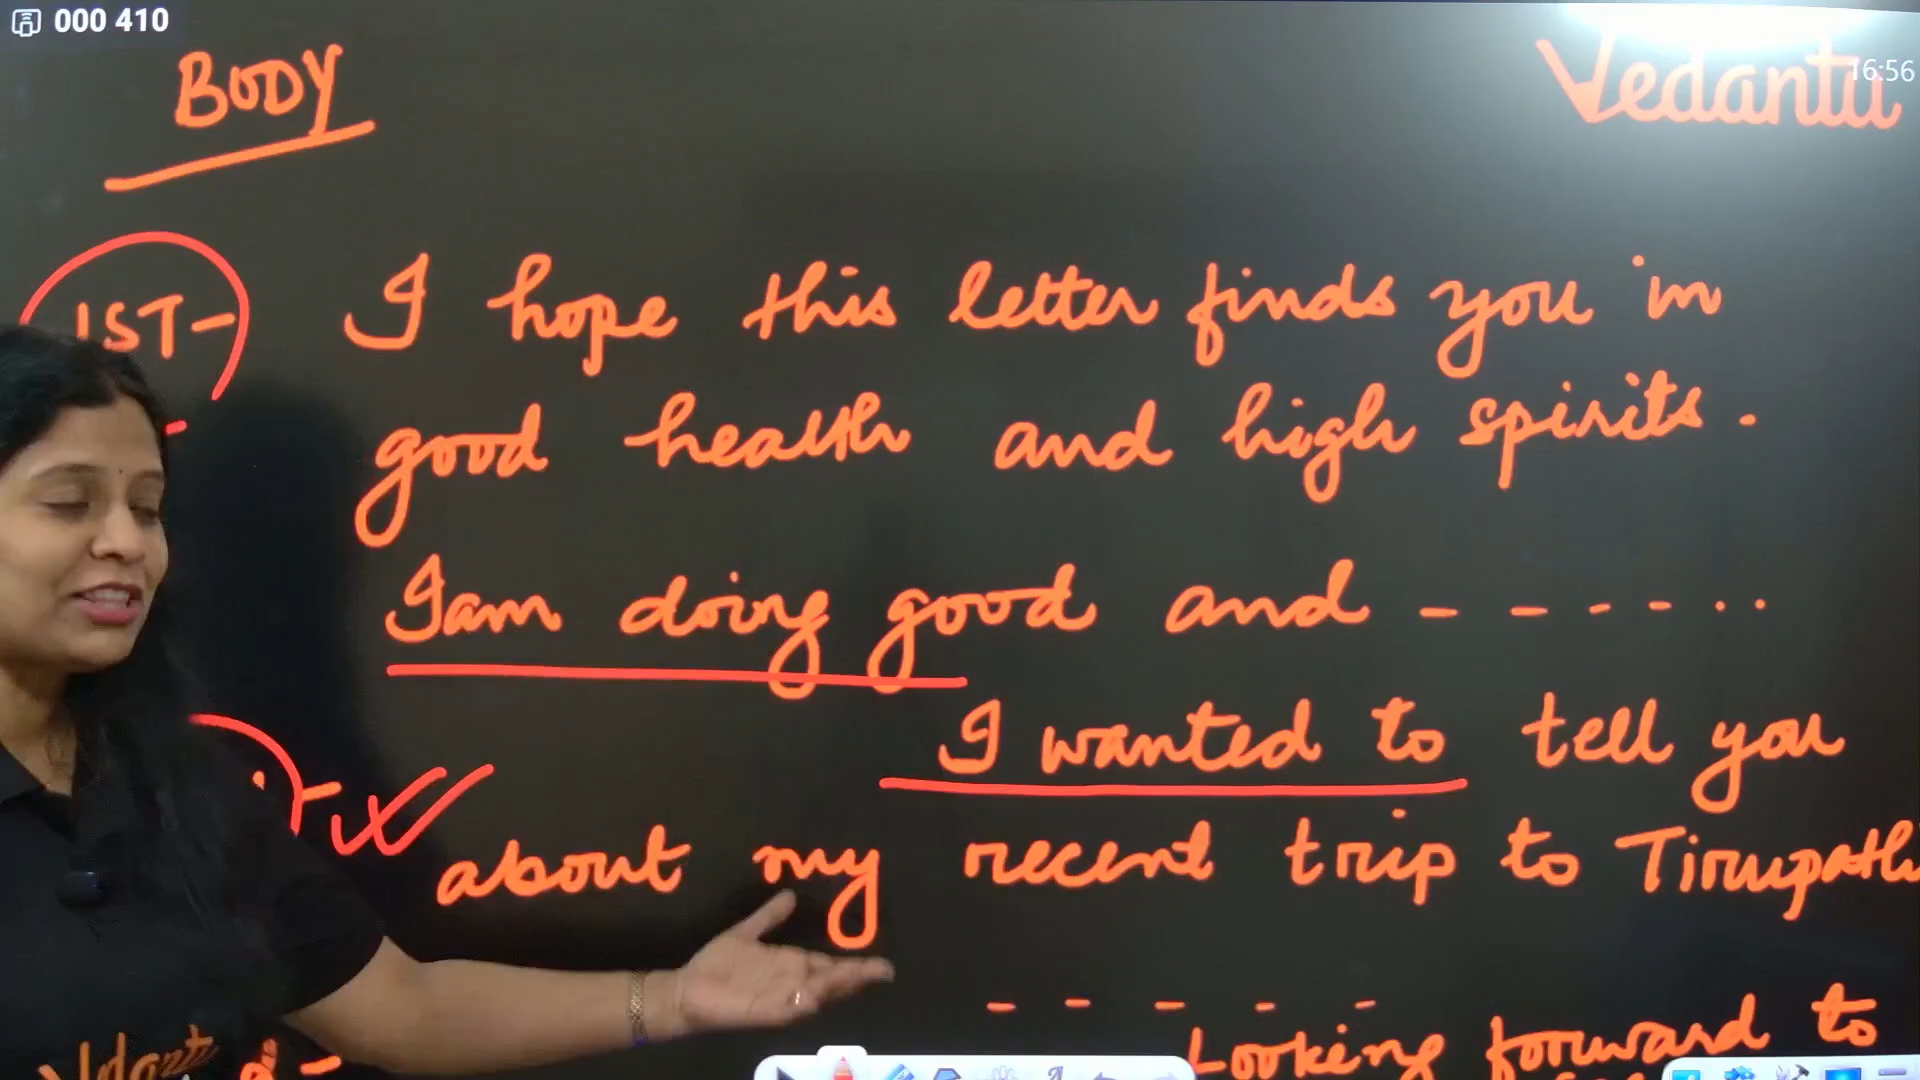 000 410
16:56
Vedantu
BODY
1ST - I hope this letter finds you in
good health and high spirits.
I am doing good and - - - - - . .
I wanted to tell you
about my recent trip to Tirupathi
- - - - -
Looking forward to
Vedantu